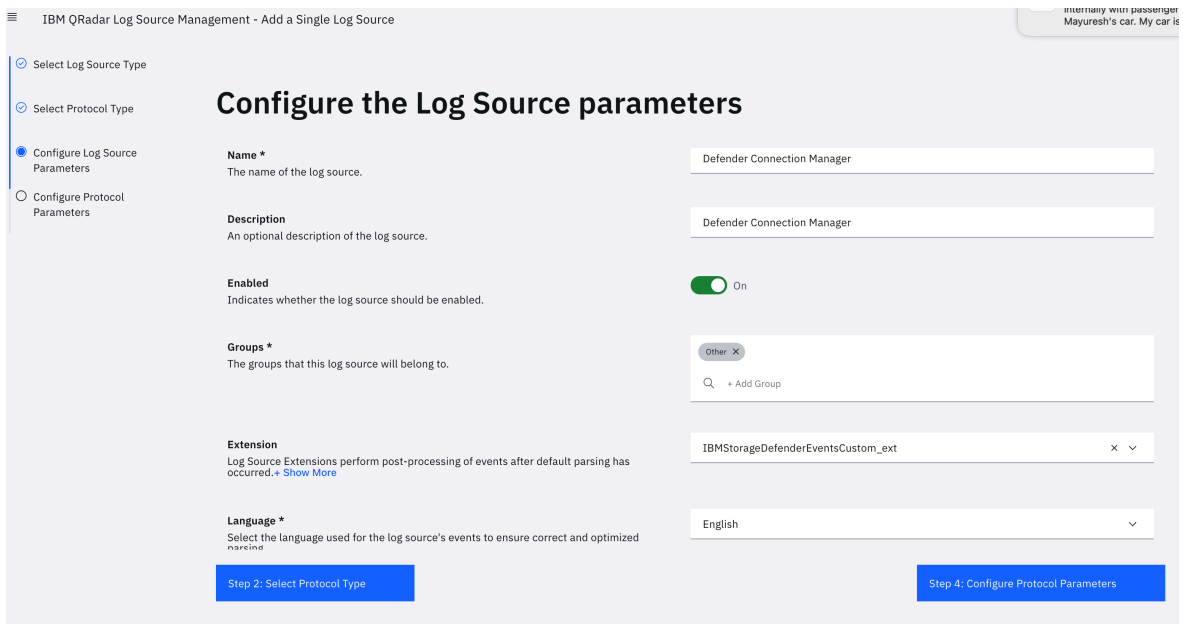 IBM QRadar Log Source Management - Add a Single Log Source
internally with passenger
Mayuresh's car. My car is
Select Log Source Type
Select Protocol Type
Configure Log Source
Parameters
Configure Protocol
Parameters
Configure the Log Source parameters
Name *
The name of the log source.
Defender Connection Manager
Description
An optional description of the log source.
Defender Connection Manager
Enabled
Indicates whether the log source should be enabled.
On
Groups *
The groups that this log source will belong to.
Other
+ Add Group
Extension
Log Source Extensions perform post-processing of events after default parsing has
occurred.+ Show More
IBMStorageDefenderEventsCustom_ext
Language *
Select the language used for the log source's events to ensure correct and optimized
parsing
English
Step 2: Select Protocol Type
Step 4: Configure Protocol Parameters